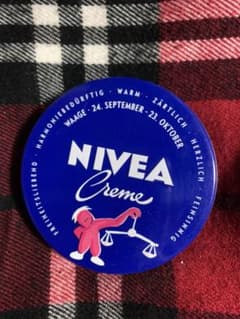 FREIHEITSLIEBEND · HARMONIEBEDÜRFTIG · WARM · ZÄRTLICH · HERZLICH · FEINSINNIG
WAAGE · 24. SEPTEMBER - 23. OKTOBER
NIVEA
Creme